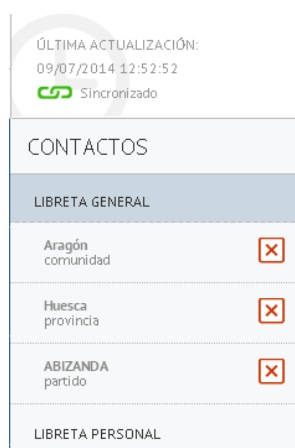 ÚLTIMA ACTUALIZACIÓN:
09/07/2014 12:52:52
Sincronizado
CONTACTOS
LIBRETA GENERAL
Aragón
comunidad
Huesca
provincia
ABIZANDA
partido
LIBRETA PERSONAL